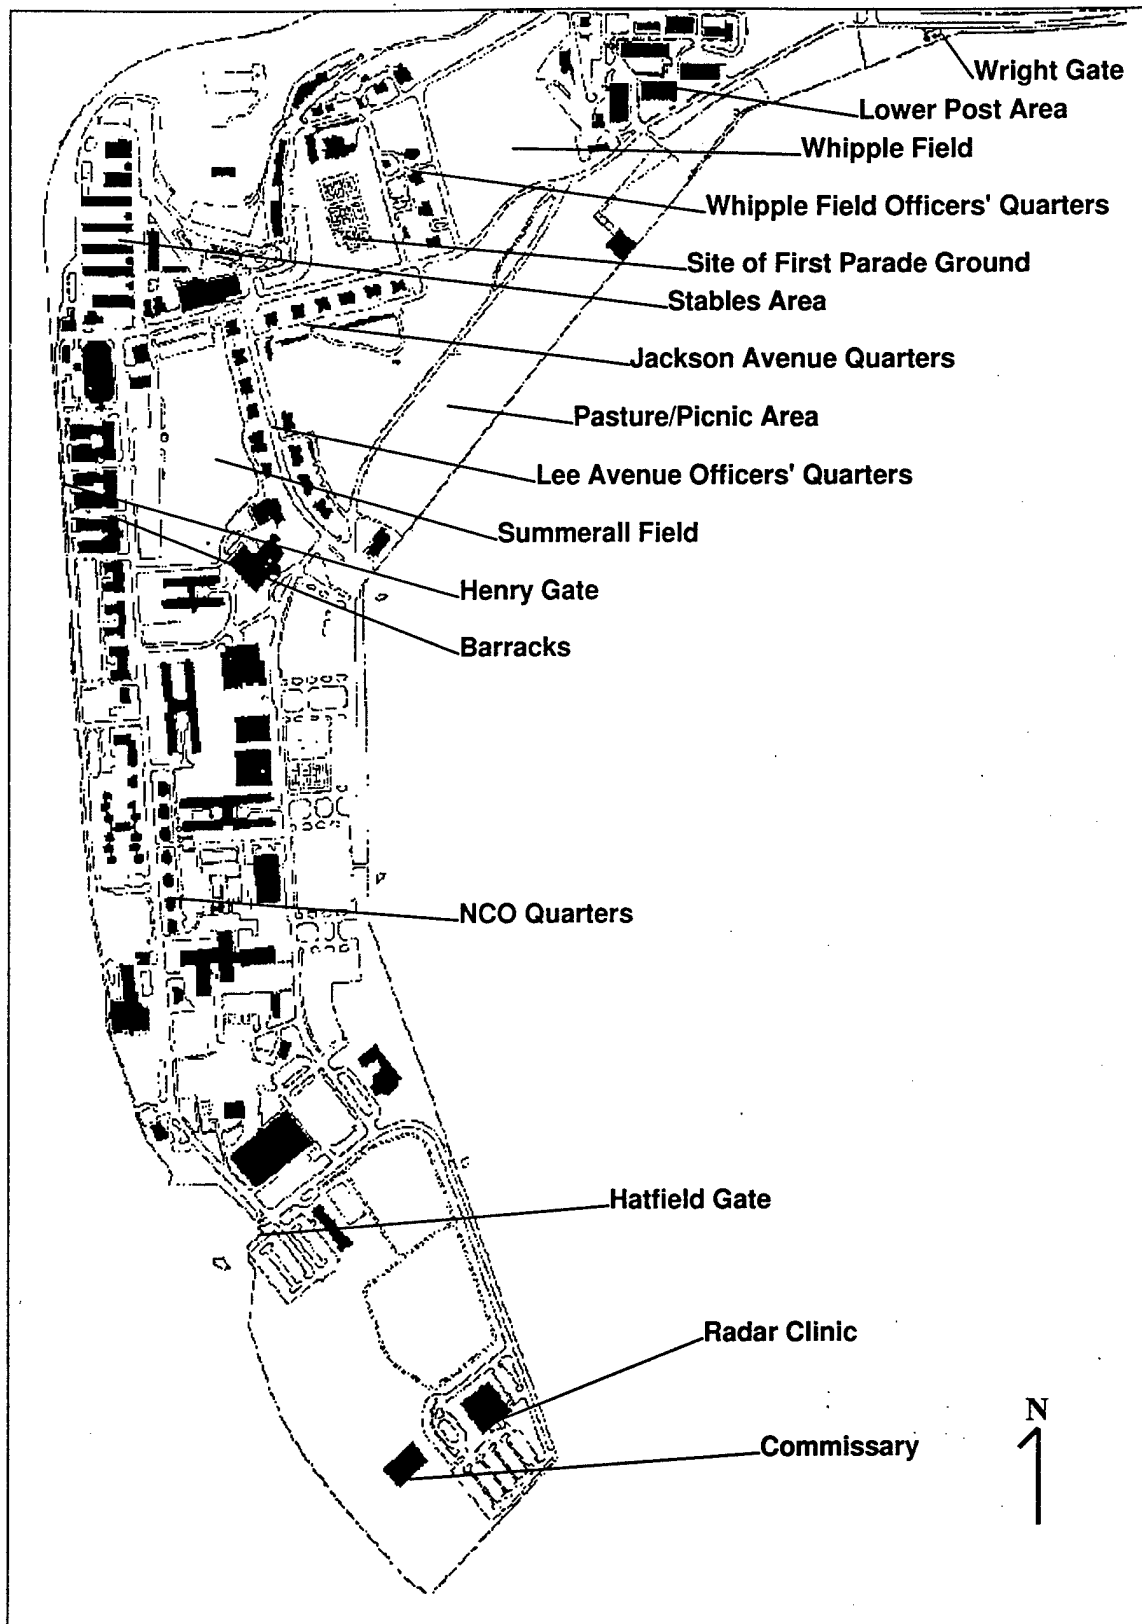 Wright Gate
Lower Post Area
Whipple Field
Whipple Field Officers' Quarters
Site of First Parade Ground
Stables Area
Jackson Avenue Quarters
Pasture/Picnic Area
Lee Avenue Officers' Quarters
Summerall Field
Henry Gate
Barracks
NCO Quarters
Hatfield Gate
Radar Clinic
N
Commissary